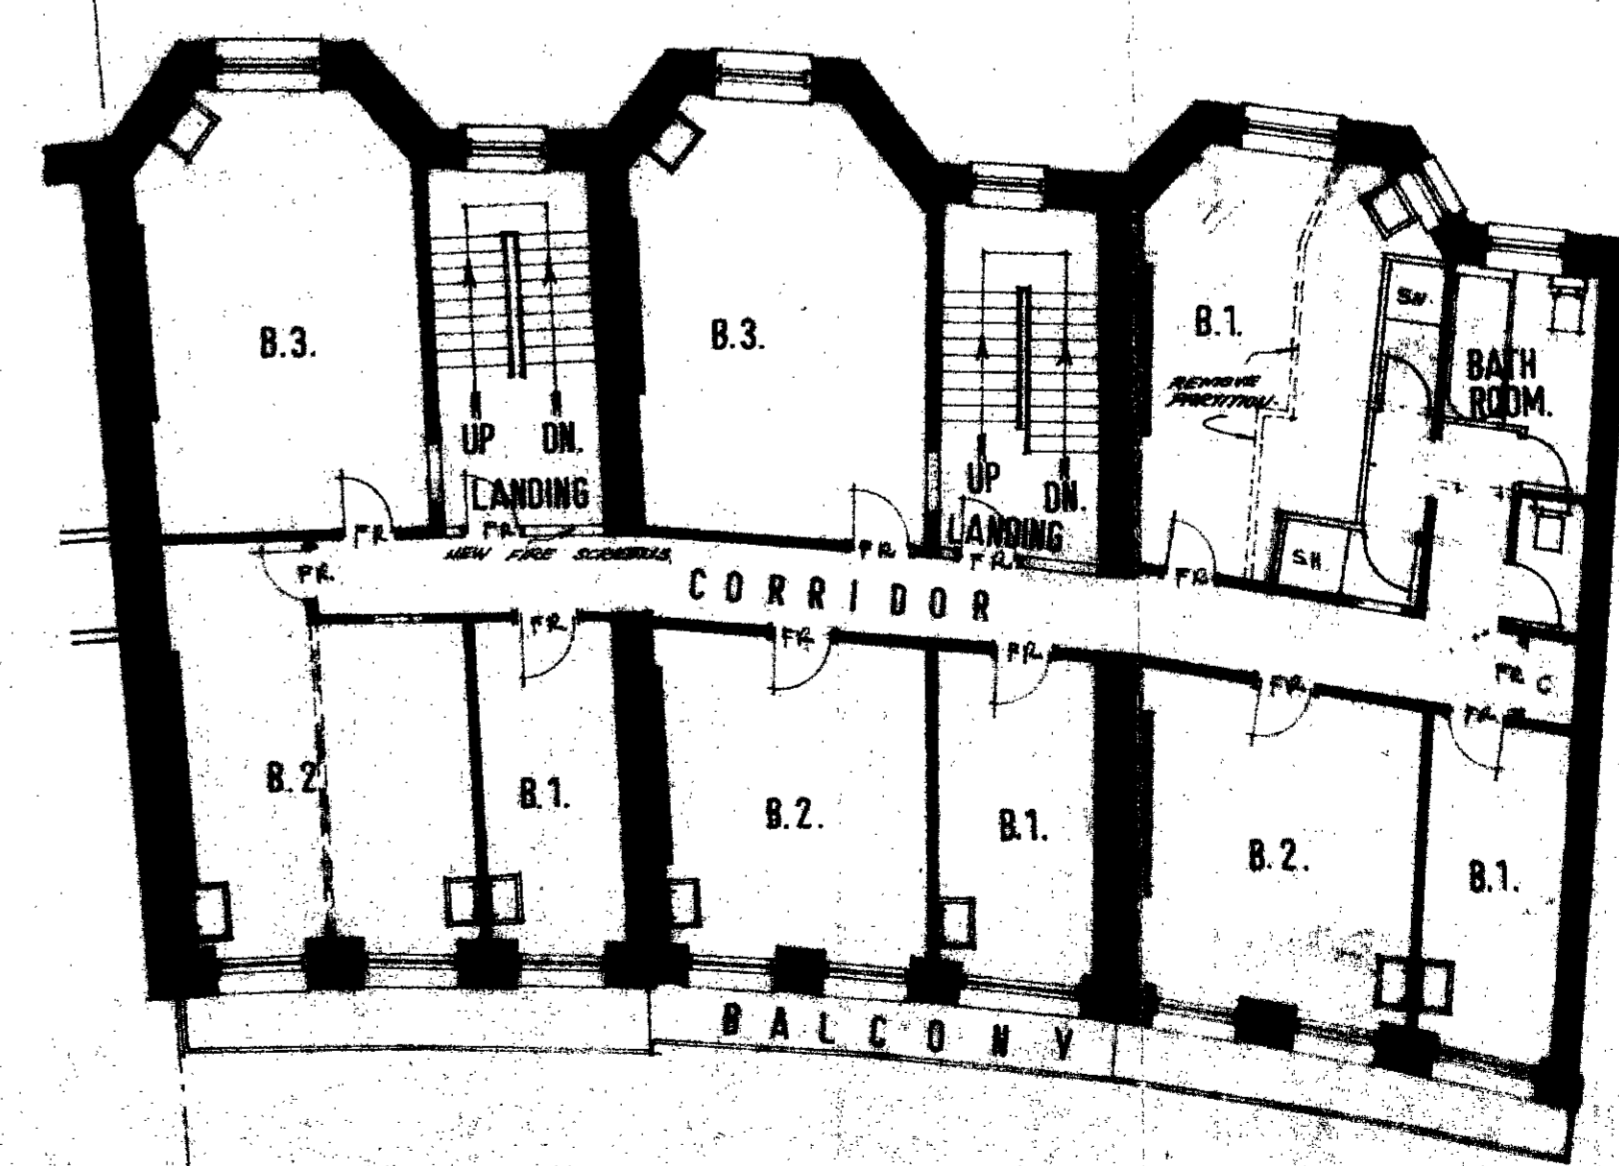 B.3.
B.3.
B.1.
SH.
BATH
ROOM.
REMOVE
PARTITION.
UP
DN.
LANDING
UP
DN.
LANDING
FR
FR
NEW FIRE SCREENS
FR
FR
FR
SH
FR.
CORRIDOR
FR
FR
FR
FR
FR C
FR
B.2
B.1.
B.2.
B.1.
B.2.
B.1.
BALCONY